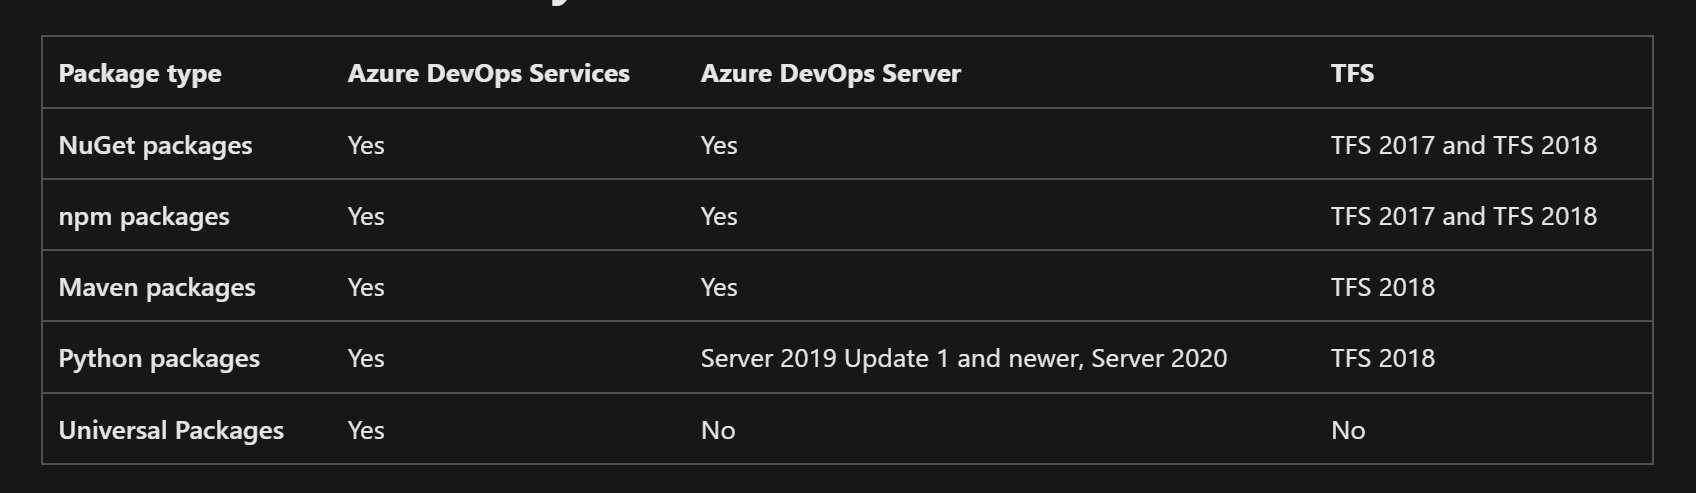 Package type Azure DevOps Services Azure DevOps Server TFS
NuGet packages Yes Yes TFS 2017 and TFS 2018
npm packages Yes Yes TFS 2017 and TFS 2018
Maven packages Yes Yes TFS 2018
Python packages Yes Server 2019 Update 1 and newer, Server 2020 TFS 2018
Universal Packages Yes No No